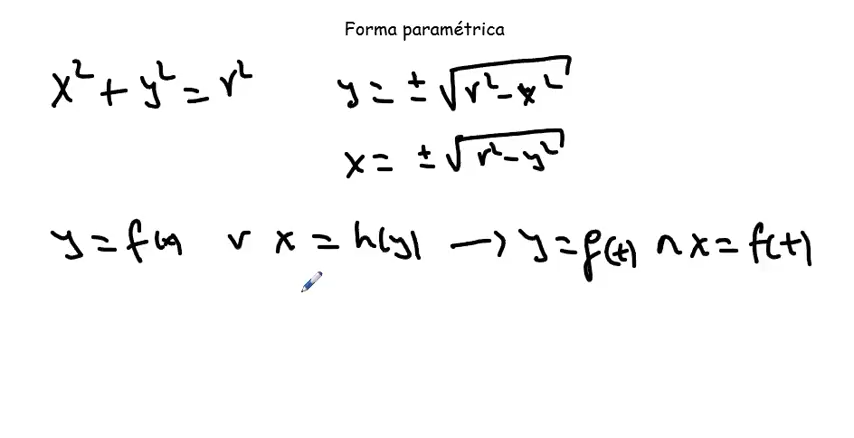 Forma paramétrica
x² + y² = r² y = ±√(r² - x²)
x = ±√(r² - y²)
y = f(x) v x = h(y) → y = g(t) ∧ x = f(t)